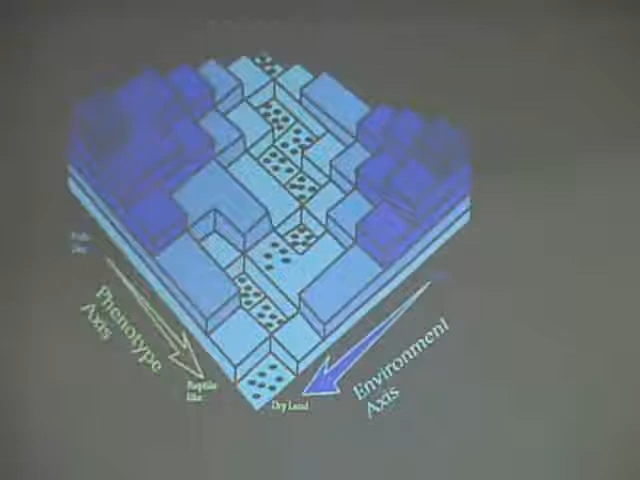 Phenotype
Axis
Reptile
like
Dry Land
Environment
Axis